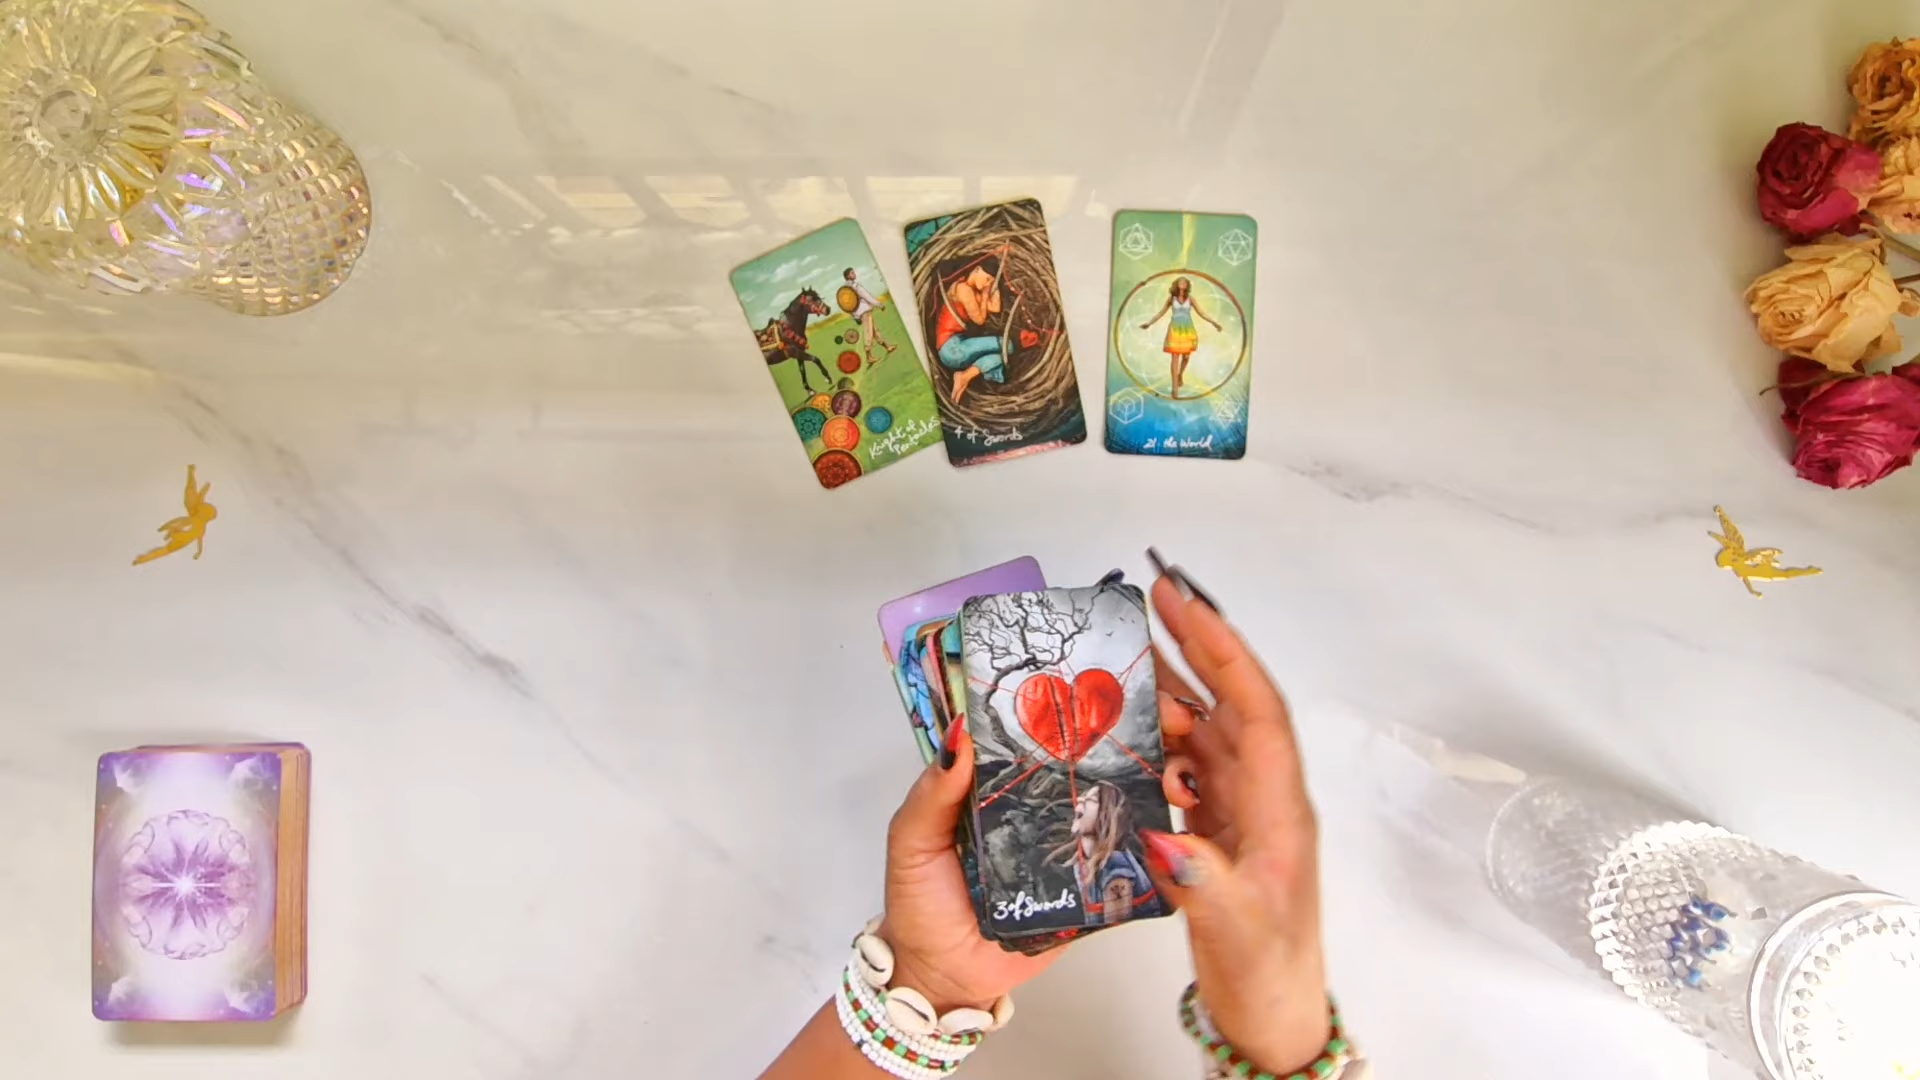 Knight of
Pentacles
4 of Swords
21. the World
3 of Swords